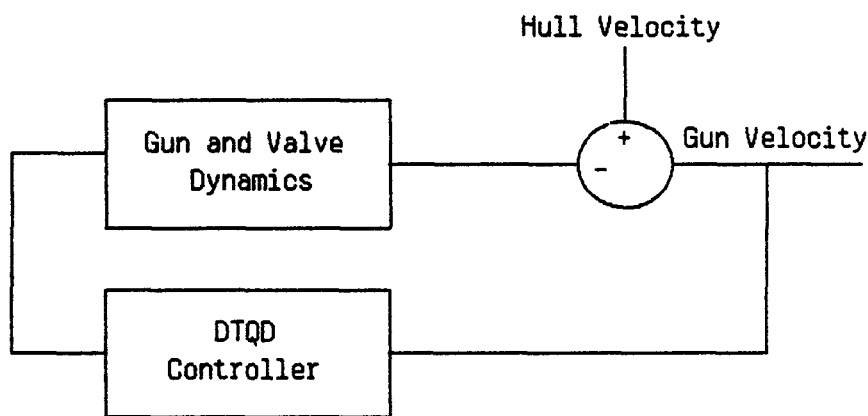 Hull Velocity
Gun and Valve
Dynamics
+
-
Gun Velocity
DTQD
Controller